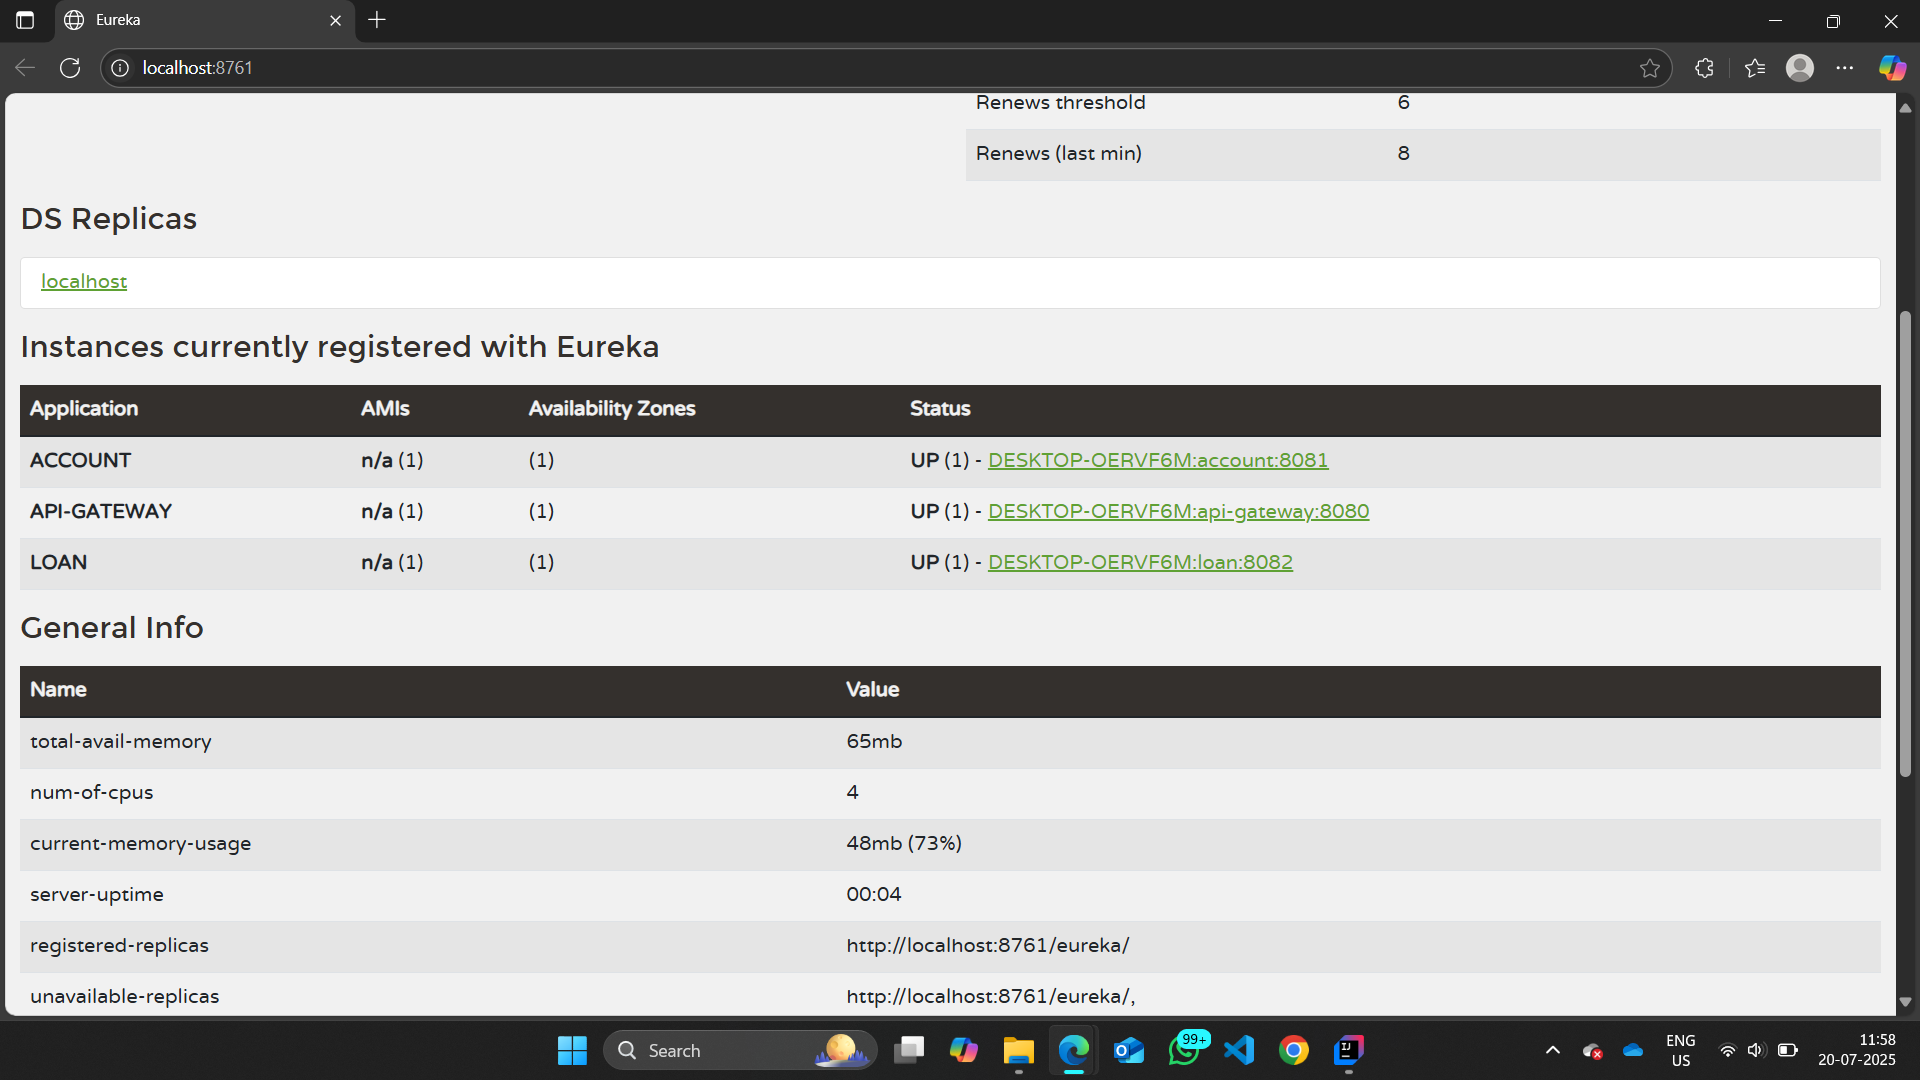 Eureka
localhost:8761
Renews threshold 6
Renews (last min) 8
DS Replicas
localhost
Instances currently registered with Eureka
Application AMIs Availability Zones Status
ACCOUNT n/a (1) (1) UP (1) - DESKTOP-OERVF6M:account:8081
API-GATEWAY n/a (1) (1) UP (1) - DESKTOP-OERVF6M:api-gateway:8080
LOAN n/a (1) (1) UP (1) - DESKTOP-OERVF6M:loan:8082
General Info
Name Value
total-avail-memory 65mb
num-of-cpus 4
current-memory-usage 48mb (73%)
server-uptime 00:04
registered-replicas http://localhost:8761/eureka/
unavailable-replicas http://localhost:8761/eureka/,
Search
99+
IJ
ENG
US
11:58
20-07-2025